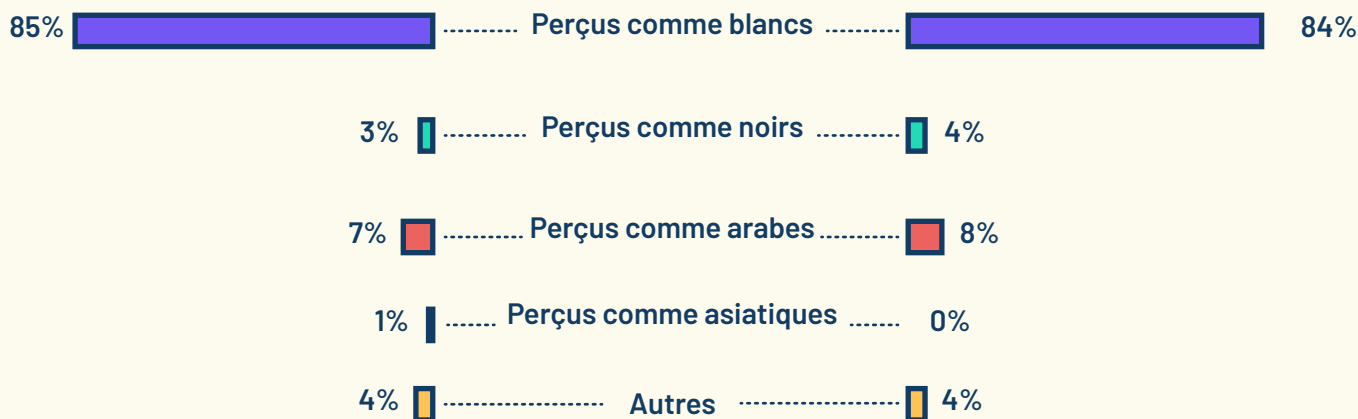 85% Perçus comme blancs 84%
3% Perçus comme noirs 4%
7% Perçus comme arabes 8%
1% Perçus comme asiatiques 0%
4% Autres 4%